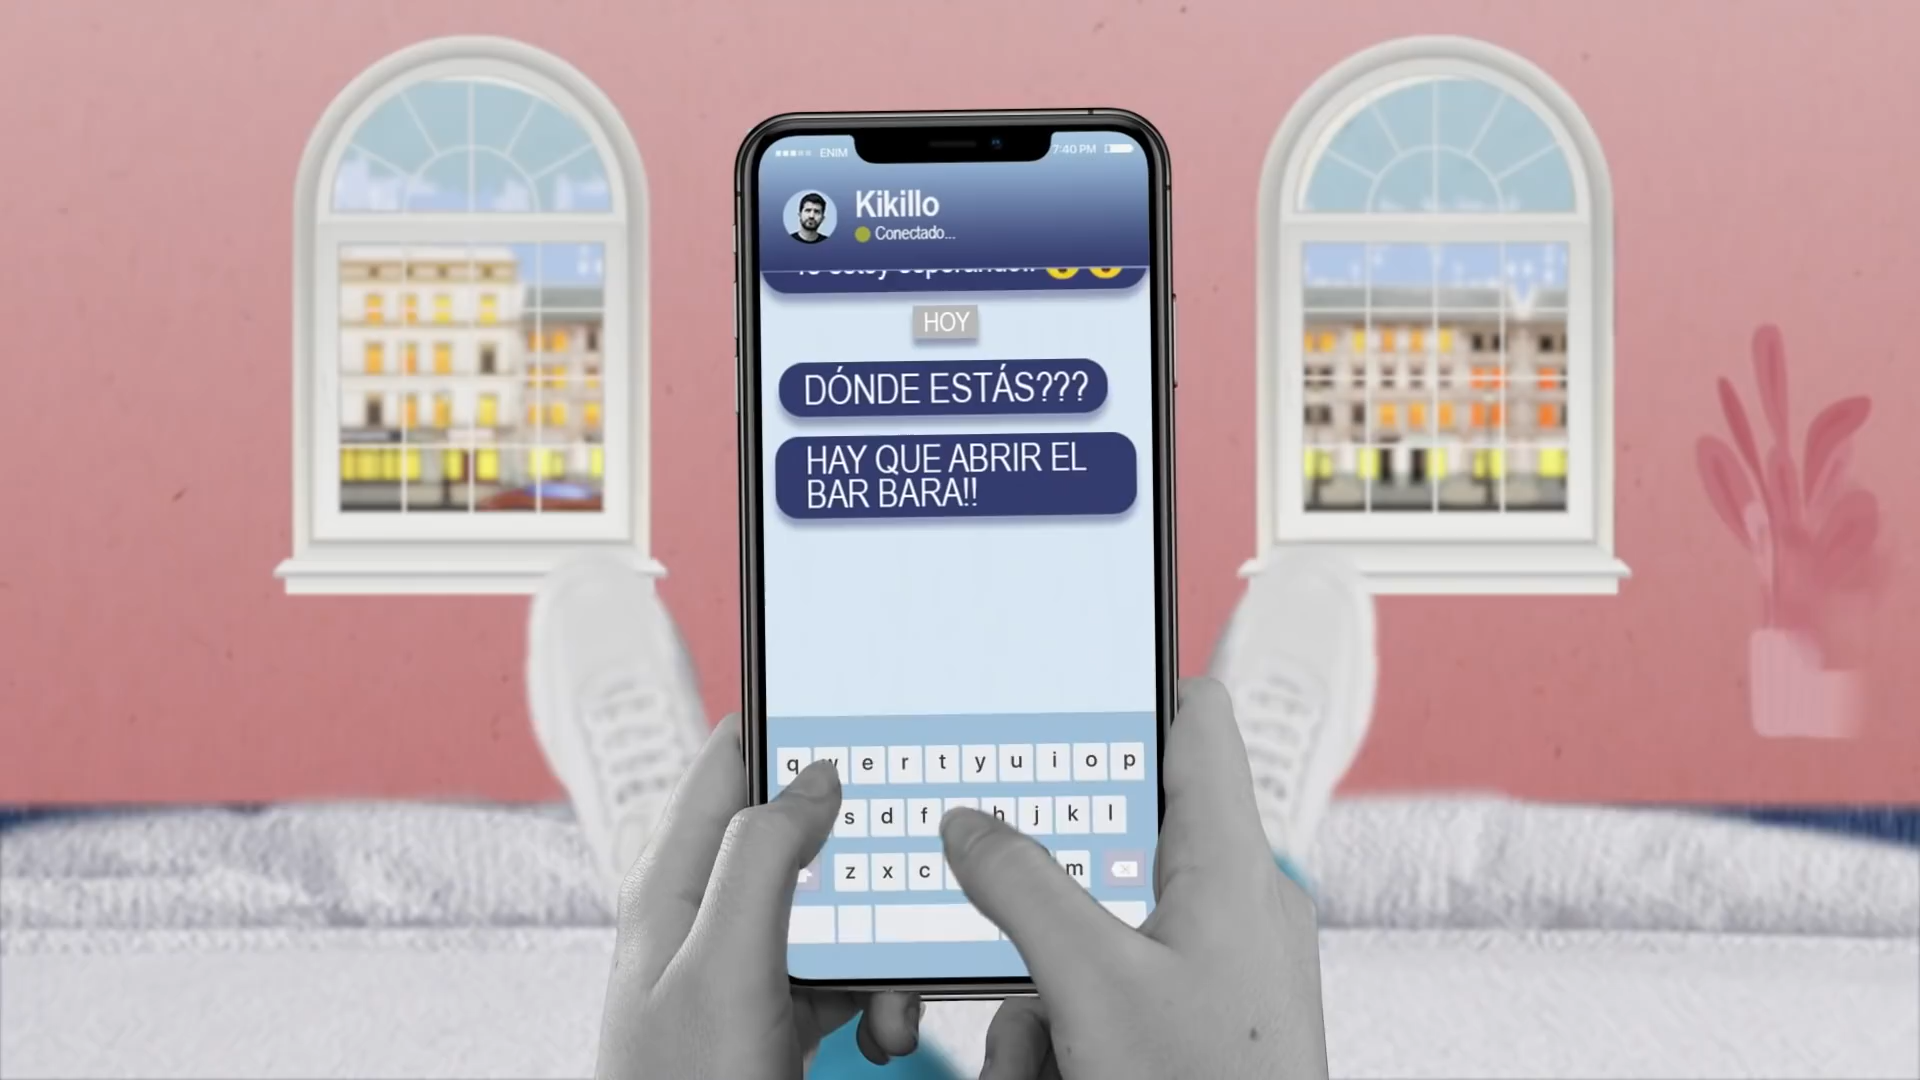 ENIM
7:40 PM
Kikillo
Conectado...
HOY
DÓNDE ESTÁS???
HAY QUE ABRIR EL
BAR BARA!!
q w e r t y u i o p
s d f h j k l
z x c m